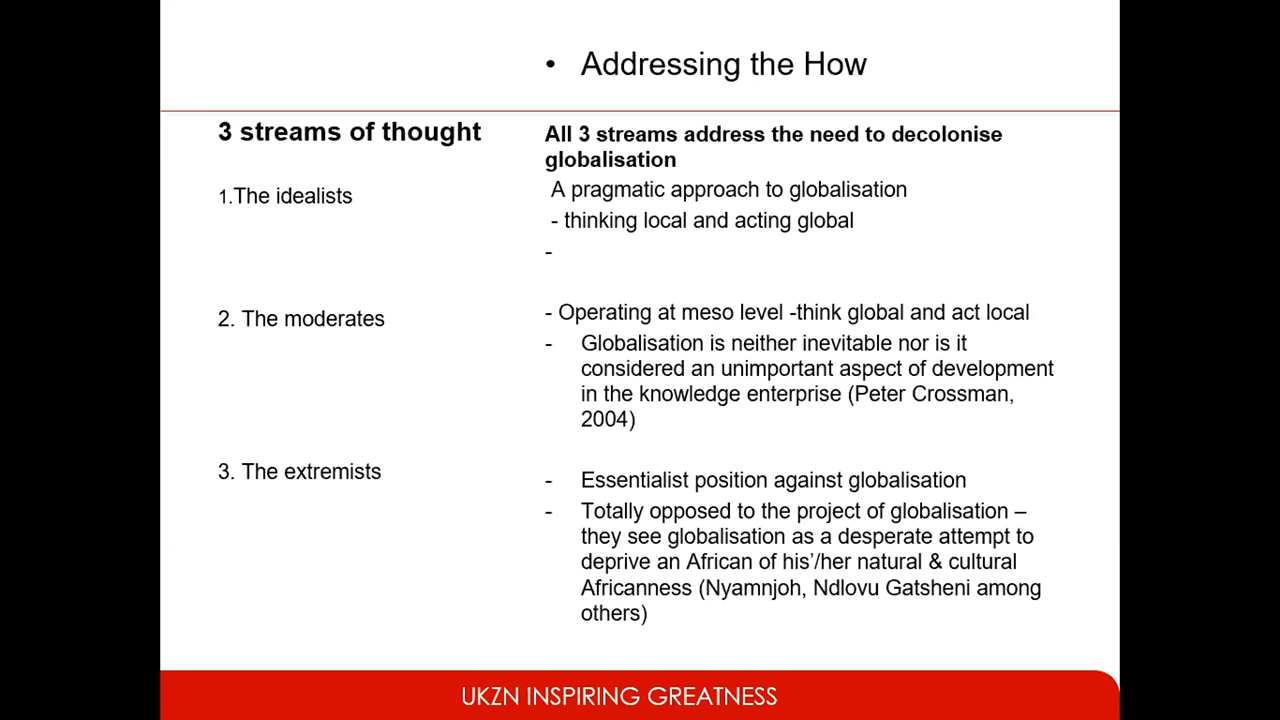 • Addressing the How
3 streams of thought
1.The idealists
2. The moderates
3. The extremists
All 3 streams address the need to decolonise
globalisation
A pragmatic approach to globalisation
- thinking local and acting global
-
- Operating at meso level -think global and act local
- Globalisation is neither inevitable nor is it
considered an unimportant aspect of development
in the knowledge enterprise (Peter Crossman,
2004)
- Essentialist position against globalisation
- Totally opposed to the project of globalisation –
they see globalisation as a desperate attempt to
deprive an African of his’/her natural & cultural
Africanness (Nyamnjoh, Ndlovu Gatsheni among
others)
UKZN INSPIRING GREATNESS